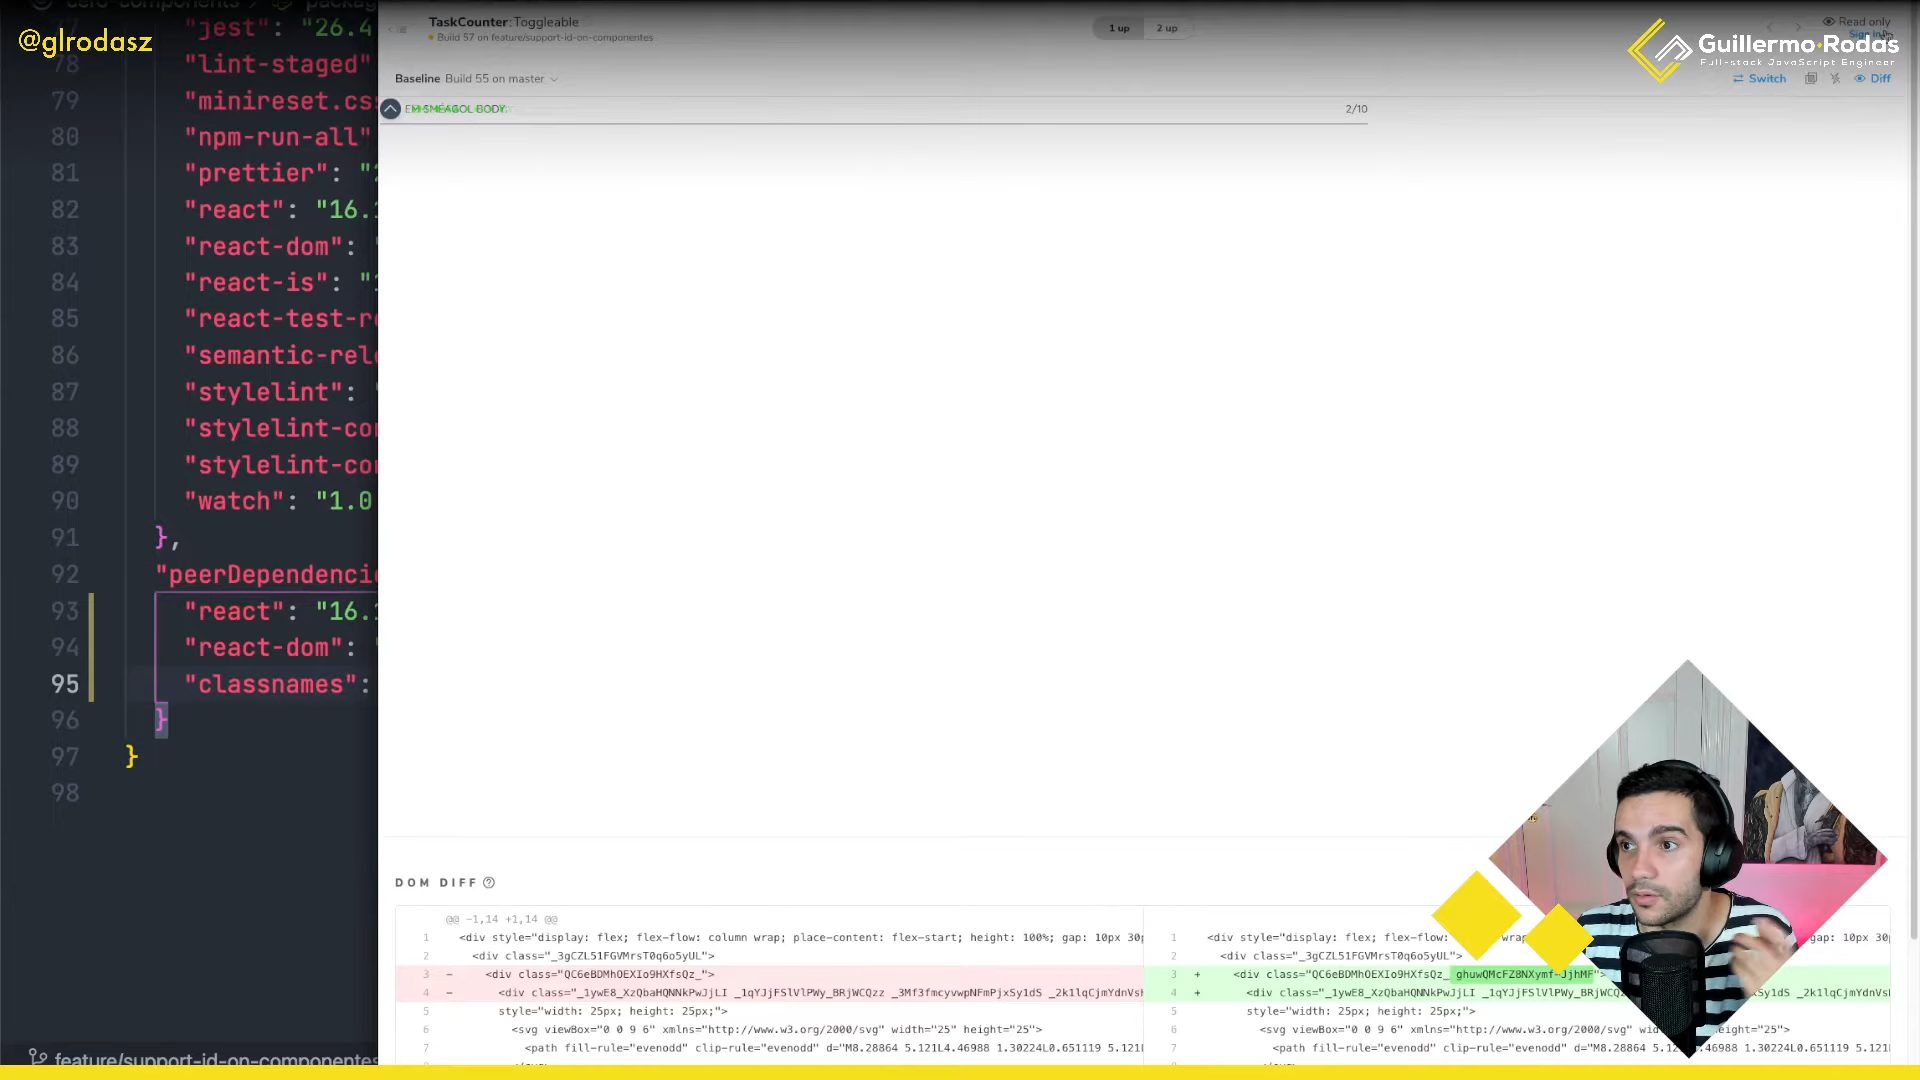 @glrodasz
Guillermo Rodas
Full-stack JavaScript Engineer
"jest": "26.4
78 "lint-staged"
79 "minireset.cs
80 "npm-run-all"
81 "prettier": "
82 "react": "16.
83 "react-dom":
84 "react-is": "
85 "react-test-r
86 "semantic-rel
87 "stylelint":
88 "stylelint-co
89 "stylelint-co
90 "watch": "1.0
91 },
92 "peerDependenci
93 "react": "16.
94 "react-dom":
95 "classnames":
96 }
97 }
98
feature/support-id-on-componentes
TaskCounter: Toggleable
Build 57 on feature/support-id-on-componentes
1 up 2 up
Read only
Baseline Build 55 on master
Switch Diff
2/10
DOM DIFF
@@ -1,14 +1,14 @@
1 <div style="display: flex; flex-flow: column wrap; place-content: flex-start; height: 100%; gap: 10px 30p
2 <div class="_3gCZL51FGVMrsT0q6o5yUL">
3 - <div class="QC6eBDMhOEXIo9HXfsQz_">
4 - <div class="_1ywE8_XzQbaHQNNkPwJjLI _1qYJjFSlVlPWy_BRjWCQzz _3Mf3fmcyvwpNFmPjxSy1dS _2k1lqCjmYdnVs
5 style="width: 25px; height: 25px;">
6 <svg viewBox="0 0 9 6" xmlns="http://www.w3.org/2000/svg" width="25" height="25">
7 <path fill-rule="evenodd" clip-rule="evenodd" d="M8.28864 5.121L4.46988 1.30224L0.651119 5.121
1 <div style="display: flex; flex-
gap: 10px 30p
2 <div class="_3gCZL51FGVMrsT0q6o5yUL">
3 + <div class="QC6eBDMhOEXIo9HXfsQz_
4 + <div class="_1ywE8_XzQbaHQNNkPwJjLI _1qYJjFSlVlPWy_BRjWCQ
5 style="width: 25px; height: 25px;">
6 <svg viewBox="0 0 9 6" xmlns="http://www.w3.org/2000/svg" width="25"
7 <path fill-rule="evenodd" clip-rule="evenodd" d="M8.28864